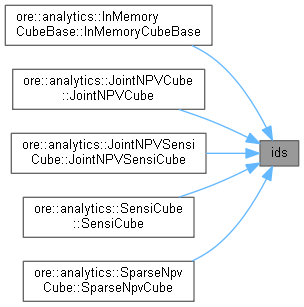 ore::analytics::InMemory
CubeBase::InMemoryCubeBase
ore::analytics::JointNPVCube
::JointNPVCube
ore::analytics::JointNPVSensi
Cube::JointNPVSensiCube
ids
ore::analytics::SensiCube
::SensiCube
ore::analytics::SparseNpv
Cube::SparseNpvCube